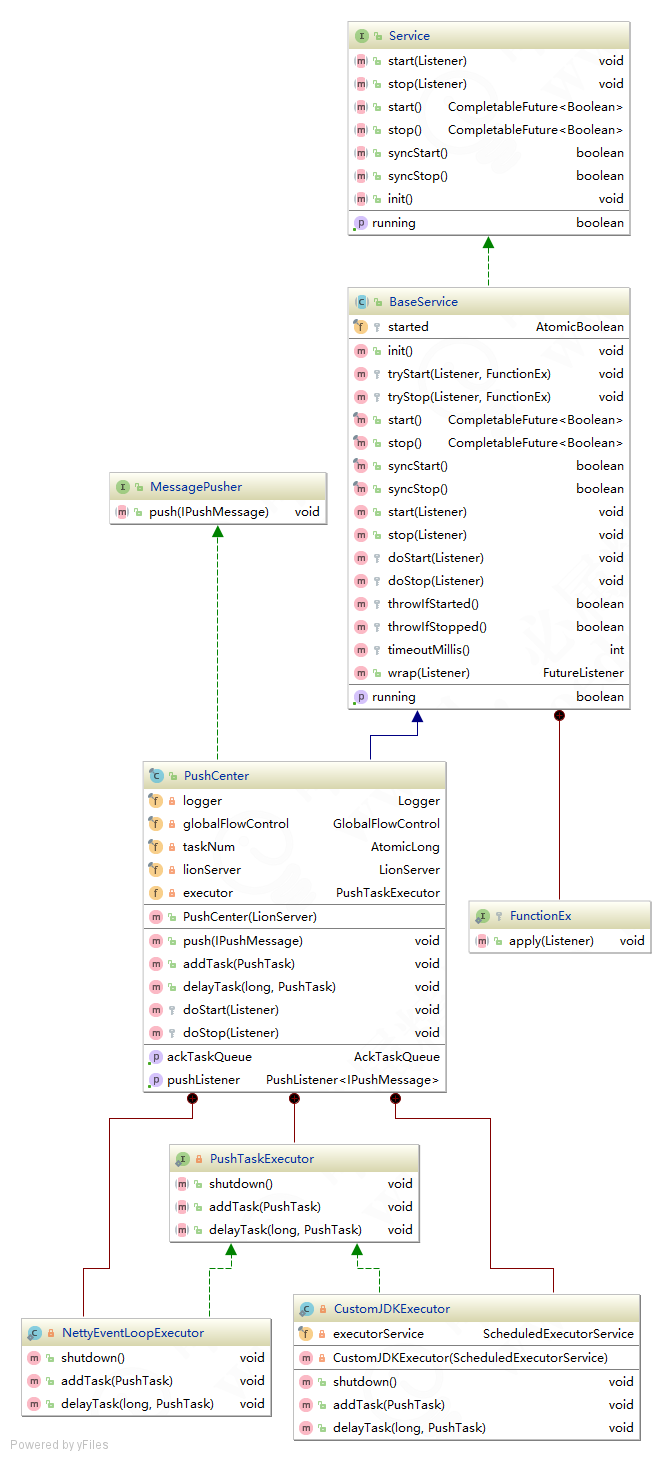 Service
start(Listener) void
stop(Listener) void
start() CompletableFuture<Boolean>
stop() CompletableFuture<Boolean>
syncStart() boolean
syncStop() boolean
init() void
running boolean
BaseService
started AtomicBoolean
init() void
tryStart(Listener, FunctionEx) void
tryStop(Listener, FunctionEx) void
start() CompletableFuture<Boolean>
stop() CompletableFuture<Boolean>
syncStart() boolean
syncStop() boolean
start(Listener) void
stop(Listener) void
doStart(Listener) void
doStop(Listener) void
throwIfStarted() boolean
throwIfStopped() boolean
timeoutMillis() int
wrap(Listener) FutureListener
running boolean
MessagePusher
push(IPushMessage) void
PushCenter
logger Logger
globalFlowControl GlobalFlowControl
taskNum AtomicLong
lionServer LionServer
executor PushTaskExecutor
PushCenter(LionServer)
push(IPushMessage) void
addTask(PushTask) void
delayTask(long, PushTask) void
doStart(Listener) void
doStop(Listener) void
ackTaskQueue AckTaskQueue
pushListener PushListener<IPushMessage>
FunctionEx
apply(Listener) void
PushTaskExecutor
shutdown() void
addTask(PushTask) void
delayTask(long, PushTask) void
NettyEventLoopExecutor
shutdown() void
addTask(PushTask) void
delayTask(long, PushTask) void
CustomJDKExecutor
executorService ScheduledExecutorService
CustomJDKExecutor(ScheduledExecutorService)
shutdown() void
addTask(PushTask) void
delayTask(long, PushTask) void
Powered by yFiles